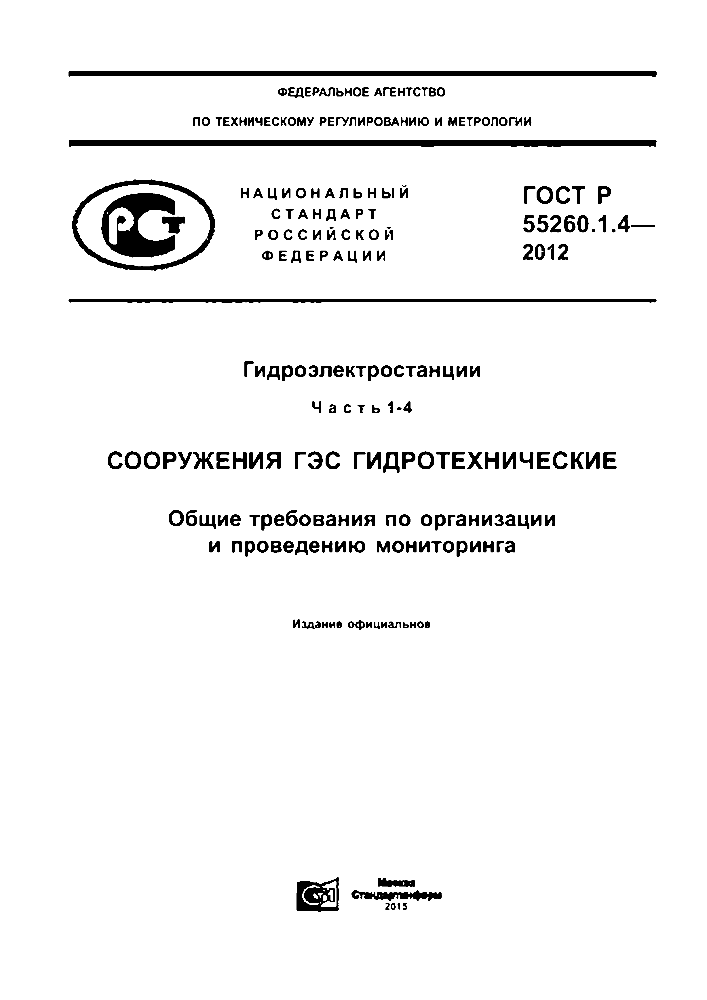 ФЕДЕРАЛЬНОЕ АГЕНТСТВО
ПО ТЕХНИЧЕСКОМУ РЕГУЛИРОВАНИЮ И МЕТРОЛОГИИ
РСТ
НАЦИОНАЛЬНЫЙ
СТАНДАРТ
РОССИЙСКОЙ
ФЕДЕРАЦИИ
ГОСТ Р
55260.1.4—
2012
Гидроэлектростанции
Часть 1-4
СООРУЖЕНИЯ ГЭС ГИДРОТЕХНИЧЕСКИЕ
Общие требования по организации
и проведению мониторинга
Издание официальное
Москва
Стандартинформ
2015